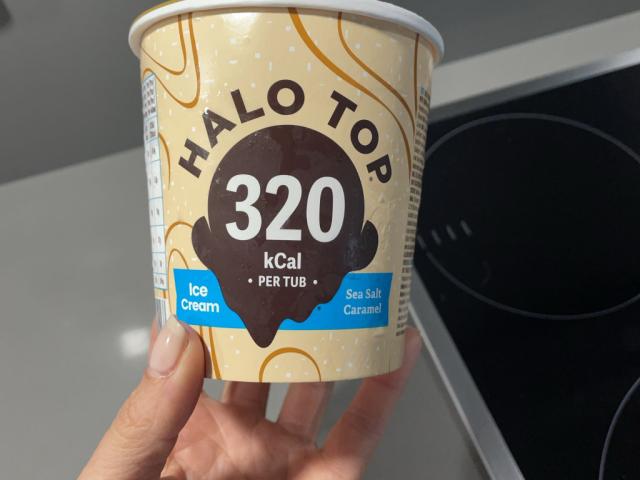 HALO TOP
320
kCal
• PER TUB •
Ice
Cream
Sea Salt
Caramel